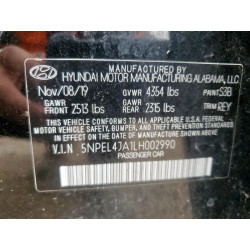 MANUFACTURED BY
HYUNDAI MOTOR MANUFACTURING ALABAMA, LLC
Nov/08/19 GVWR 4354 lbs PAINT S3B
GAWR FRONT 2513 lbs GAWR REAR 2315 lbs TRIM REY
THIS VEHICLE CONFORMS TO ALL APPLICABLE U.S. FEDERAL
MOTOR VEHICLE SAFETY, BUMPER, AND THEFT PREVENTION
STANDARDS IN EFFECT ON THE DATE OF MANUFACTURE SHOWN ABOVE.
V.I.N 5NPEL4JA1LH002990
PASSENGER CAR